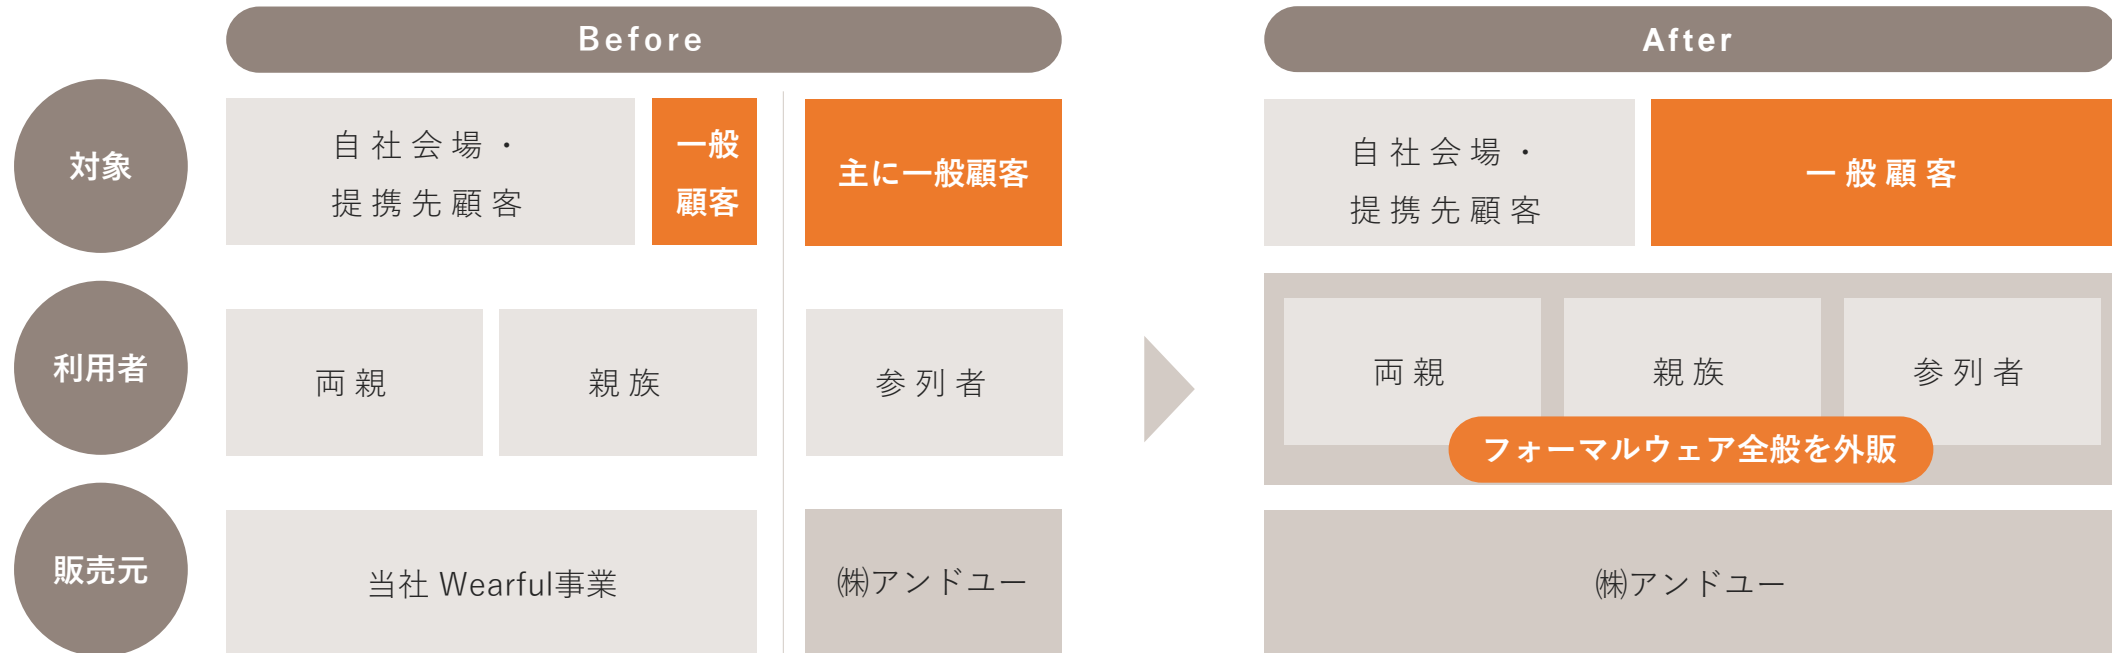 Before
After
対象
自社会場・
提携先顧客
一般
顧客
主に一般顧客
自社会場・
提携先顧客
一般顧客
利用者
両親
親族
参列者
両親
親族
参列者
フォーマルウェア全般を外販
販売元
当社 Wearful事業
㈱アンドユー
㈱アンドユー